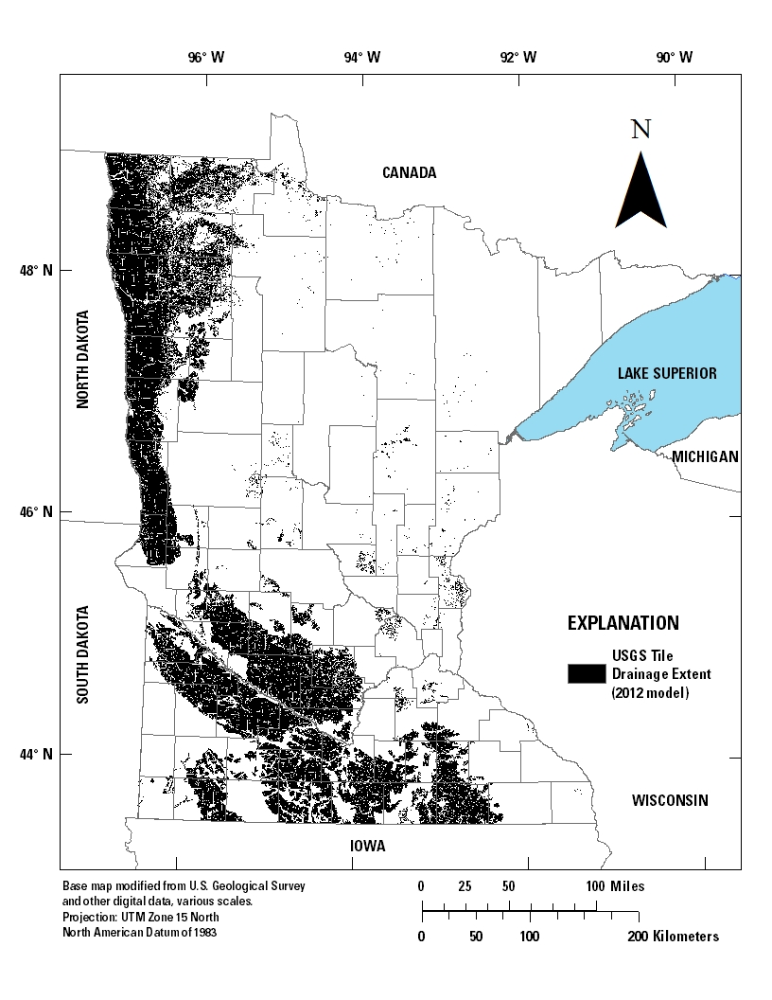 96° W 94° W 92° W 90° W
N
CANADA
48° N
NORTH DAKOTA
LAKE SUPERIOR
MICHIGAN
46° N
SOUTH DAKOTA
EXPLANATION
USGS Tile
Drainage Extent
(2012 model)
44° N
WISCONSIN
IOWA
Base map modified from U.S. Geological Survey
and other digital data, various scales.
Projection: UTM Zone 15 North
North American Datum of 1983
0 25 50 100 Miles
0 50 100 200 Kilometers